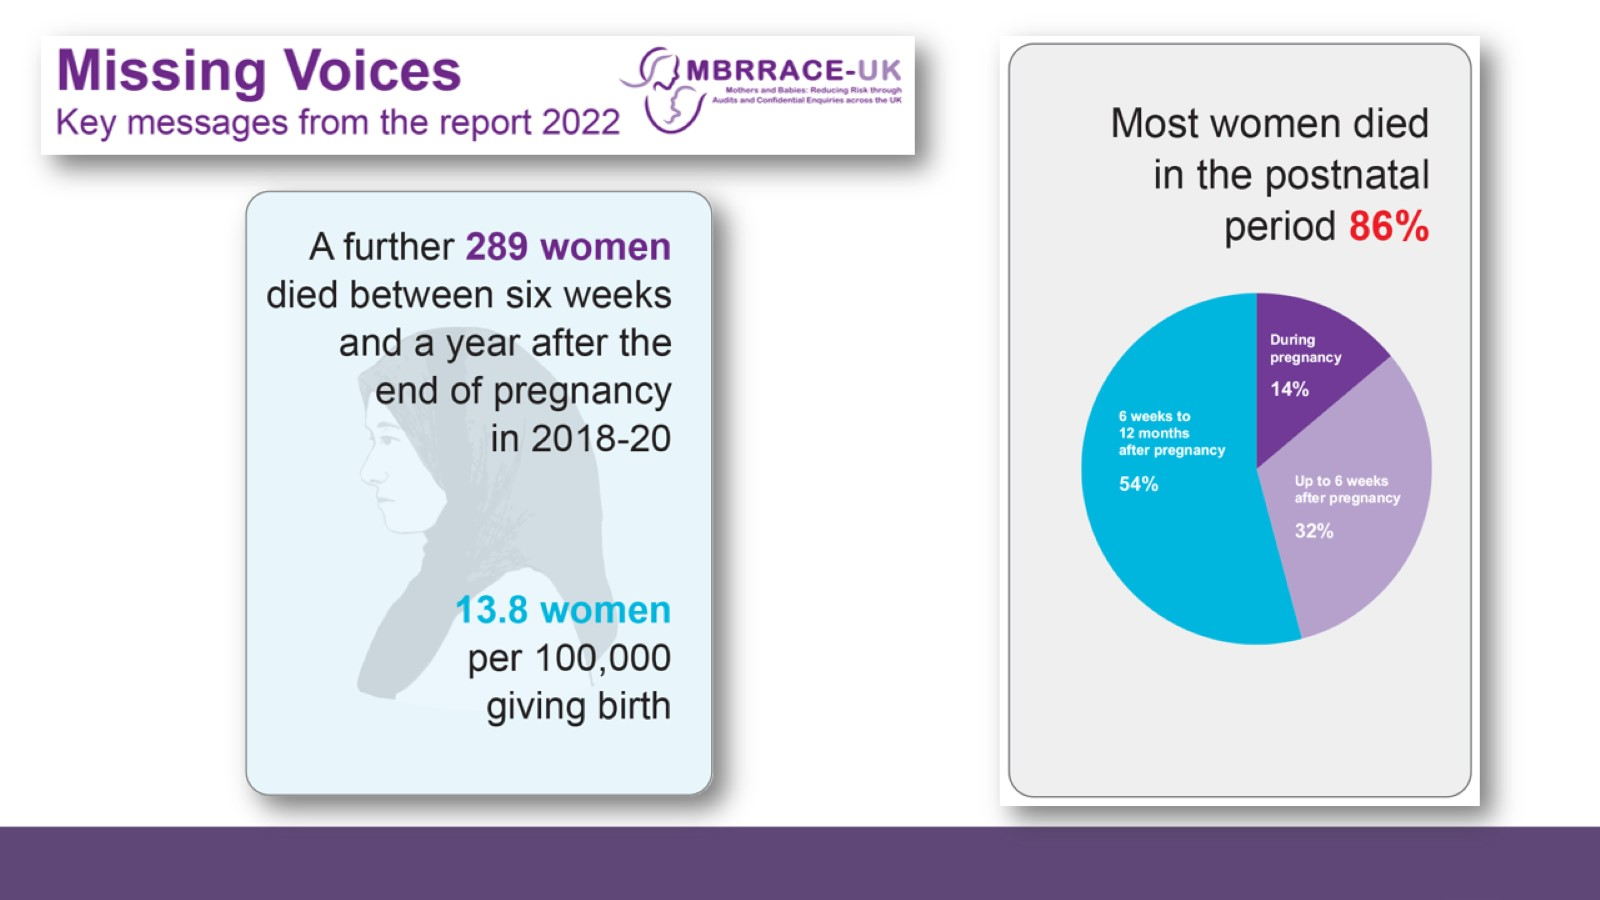 Missing Voices
Key messages from the report 2022
MBRRACE-UK
Mothers and Babies: Reducing Risk through
Audits and Confidential Enquiries across the UK
A further 289 women
died between six weeks
and a year after the
end of pregnancy
in 2018-20
13.8 women
per 100,000
giving birth
Most women died
in the postnatal
period 86%
During
pregnancy
14%
6 weeks to
12 months
after pregnancy
54%
Up to 6 weeks
after pregnancy
32%